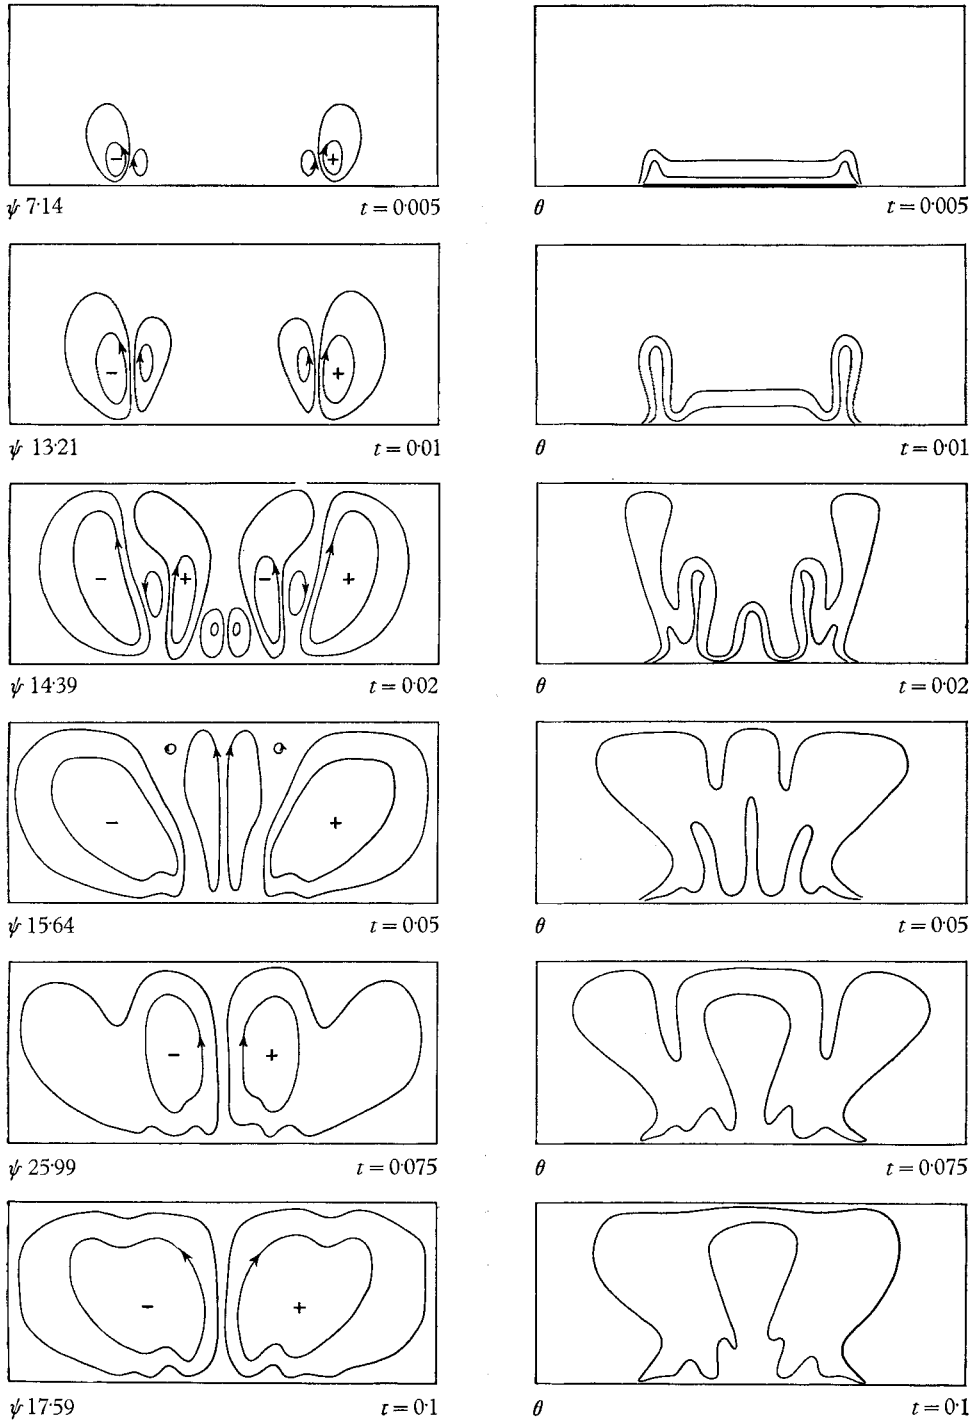 − +
ψ 7·14 t = 0·005 θ t = 0·005
− +
ψ 13·21 t = 0·01 θ t = 0·01
− + − +
ψ 14·39 t = 0·02 θ t = 0·02
− +
ψ 15·64 t = 0·05 θ t = 0·05
− +
ψ 25·99 t = 0·075 θ t = 0·075
− +
ψ 17·59 t = 0·1 θ t = 0·1